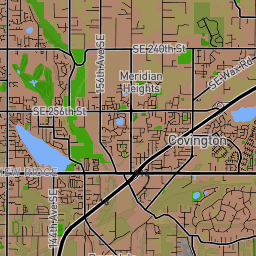 SE 240th St
156th Ave SE
Meridian
Heights
SE Wax Rd
SE 256th St
Covington
144th Ave SE